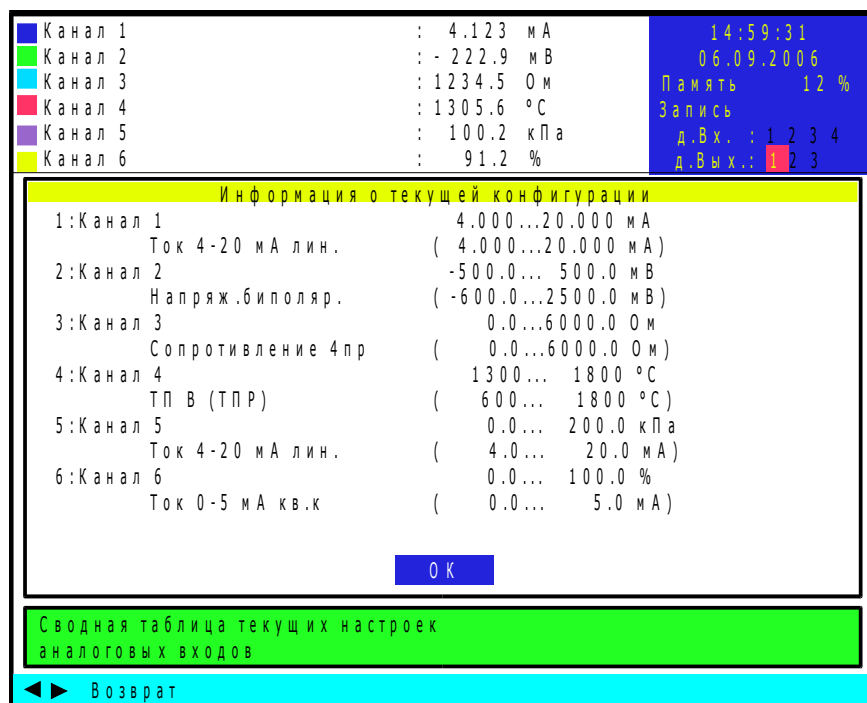 Канал 1 : 4.123 мА
Канал 2 : - 222.9 мВ
Канал 3 : 1234.5 Ом
Канал 4 : 1305.6 °С
Канал 5 : 100.2 кПа
Канал 6 : 91.2 %
14:59:31
06.09.2006
Память 12 %
Запись
д.Вх. : 1 2 3 4
д.Вых.: 1 2 3
Информация о текущей конфигурации
1:Канал 1 4.000...20.000 мА
Ток 4-20 мА лин. ( 4.000...20.000 мА)
2:Канал 2 -500.0... 500.0 мВ
Напряж.биполяр. (-600.0...2500.0 мВ)
3:Канал 3 0.0...6000.0 Ом
Сопротивление 4пр ( 0.0...6000.0 Ом)
4:Канал 4 1300... 1800 °С
ТП В (ТПР) ( 600... 1800 °С)
5:Канал 5 0.0... 200.0 кПа
Ток 4-20 мА лин. ( 4.0... 20.0 мА)
6:Канал 6 0.0... 100.0 %
Ток 0-5 мА кв.к ( 0.0... 5.0 мА)
ОК
Сводная таблица текущих настроек
аналоговых входов
◄► Возврат